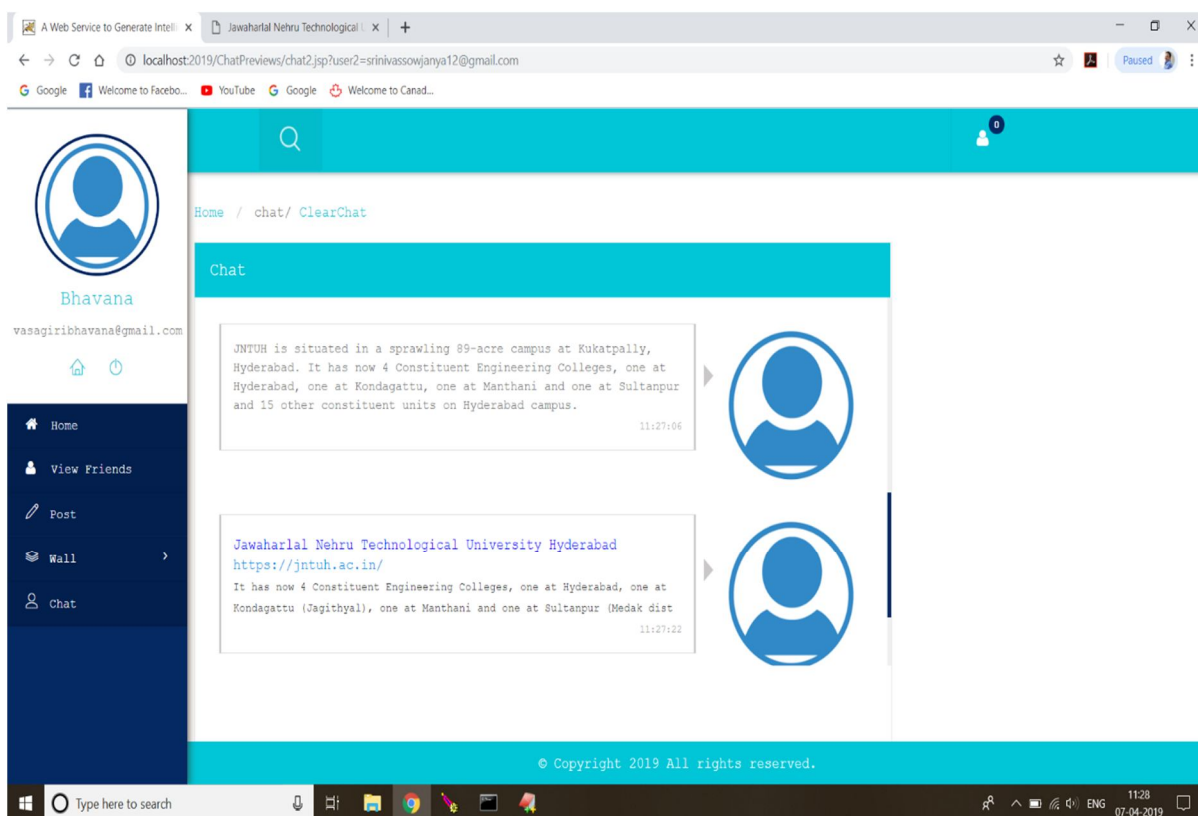 A Web Service to Generate Intelli
Jawaharlal Nehru Technological U
localhost:2019/ChatPreviews/chat2.jsp?user2=srinivassowjanya12@gmail.com
Paused
Google Welcome to Facebo... YouTube Google Welcome to Canad...
0
Home / chat/ ClearChat
Chat
Bhavana
vasagiribhavana@gmail.com
Home
View Friends
Post
Wall
Chat
JNTUH is situated in a sprawling 89-acre campus at Kukatpally,
Hyderabad. It has now 4 Constituent Engineering Colleges, one at
Hyderabad, one at Kondagattu, one at Manthani and one at Sultanpur
and 15 other constituent units on Hyderabad campus.
11:27:06
Jawaharlal Nehru Technological University Hyderabad
https://jntuh.ac.in/
It has now 4 Constituent Engineering Colleges, one at Hyderabad, one at
Kondagattu (Jagithyal), one at Manthani and one at Sultanpur (Medak dist
11:27:22
© Copyright 2019 All rights reserved.
Type here to search
ENG
11:28
07-04-2019